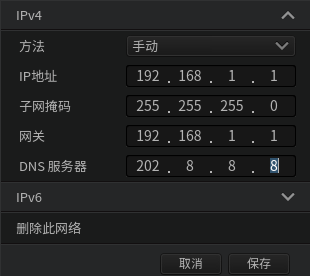 IPv4
方法 手动
IP地址 192 . 168 . 1 . 1
子网掩码 255 . 255 . 255 . 0
网关 192 . 168 . 1 . 1
DNS 服务器 202 . 8 . 8 . 8
IPv6
删除此网络
取消 保存